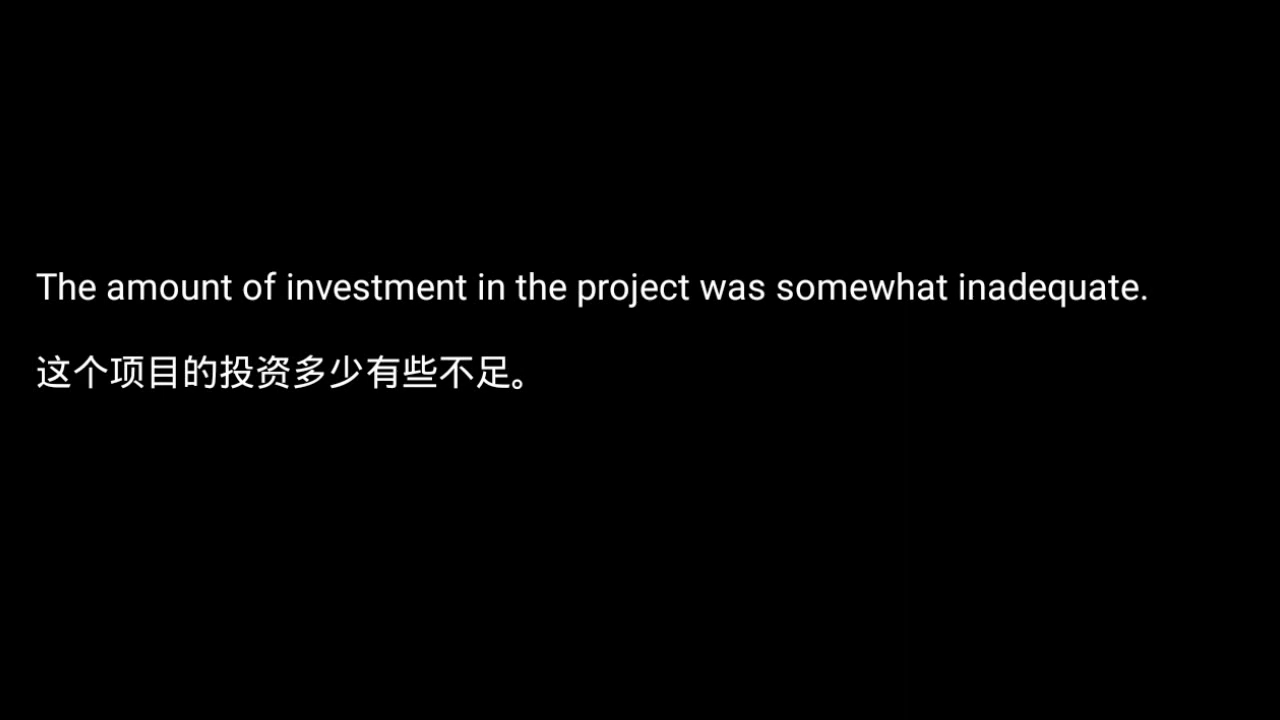 The amount of investment in the project was somewhat inadequate.
这个项目的投资多少有些不足。